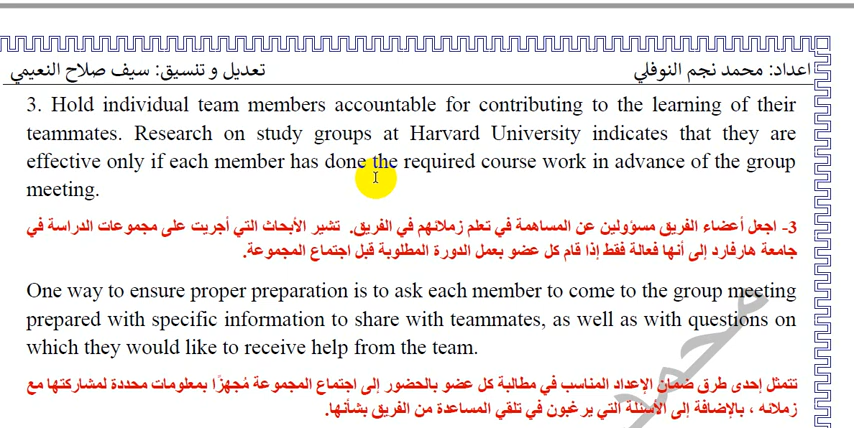 اعداد: محمد نجم النوفلي
تعديل و تنسيق: سيف صلاح النعيمي
3. Hold individual team members accountable for contributing to the learning of their
teammates. Research on study groups at Harvard University indicates that they are
effective only if each member has done the required course work in advance of the group
meeting.
3- اجعل أعضاء الفريق مسؤولين عن المساهمة في تعلم زملائهم في الفريق. تشير الأبحاث التي أجريت على مجموعات الدراسة في
جامعة هارفارد إلى أنها فعالة فقط إذا قام كل عضو بعمل الدورة المطلوبة قبل اجتماع المجموعة.
One way to ensure proper preparation is to ask each member to come to the group meeting
prepared with specific information to share with teammates, as well as with questions on
which they would like to receive help from the team.
تتمثل إحدى طرق ضمان الإعداد المناسب في مطالبة كل عضو بالحضور إلى اجتماع المجموعة مُجهزًا بمعلومات محددة لمشاركتها مع
زملائه ، بالإضافة إلى الأسئلة التي يرغبون في تلقي المساعدة من الفريق بشأنها.